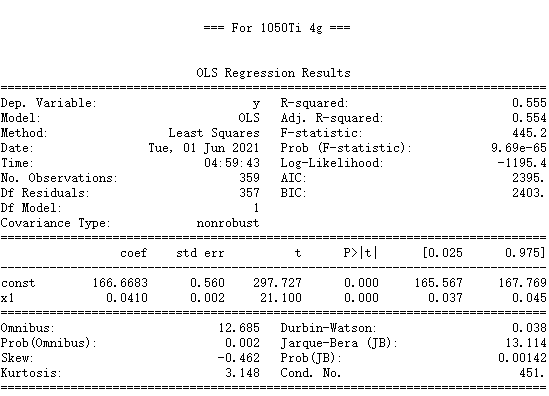 === For 1050Ti 4g ===
OLS Regression Results
==============================================================================
Dep. Variable: y R-squared: 0.555
Model: OLS Adj. R-squared: 0.554
Method: Least Squares F-statistic: 445.2
Date: Tue, 01 Jun 2021 Prob (F-statistic): 9.69e-65
Time: 04:59:43 Log-Likelihood: -1195.4
No. Observations: 359 AIC: 2395.
Df Residuals: 357 BIC: 2403.
Df Model: 1
Covariance Type: nonrobust
==============================================================================
coef std err t P>|t| [0.025 0.975]
------------------------------------------------------------------------------
const 166.6683 0.560 297.727 0.000 165.567 167.769
x1 0.0410 0.002 21.100 0.000 0.037 0.045
==============================================================================
Omnibus: 12.685 Durbin-Watson: 0.038
Prob(Omnibus): 0.002 Jarque-Bera (JB): 13.114
Skew: -0.462 Prob(JB): 0.00142
Kurtosis: 3.148 Cond. No. 451.
==============================================================================